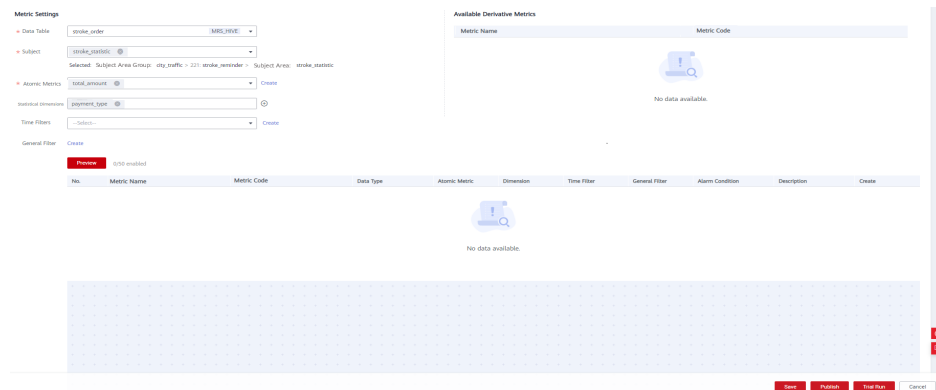 Metric Settings
* Data Table stroke_order MRS_HIVE
* Subject stroke_statistic
Selected: Subject Area Group: city_traffic > 221: stroke_reminder > Subject Area: stroke_statistic
* Atomic Metrics total_amount Create
Statistical Dimensions payment_type
Time Filters --Select-- Create
General Filter Create
Available Derivative Metrics
Metric Name Metric Code
No data available.
Preview 0/50 enabled
No. Metric Name Metric Code Data Type Atomic Metric Dimension Time Filter General Filter Alarm Condition Description Create
No data available.
Save Publish Trial Run Cancel